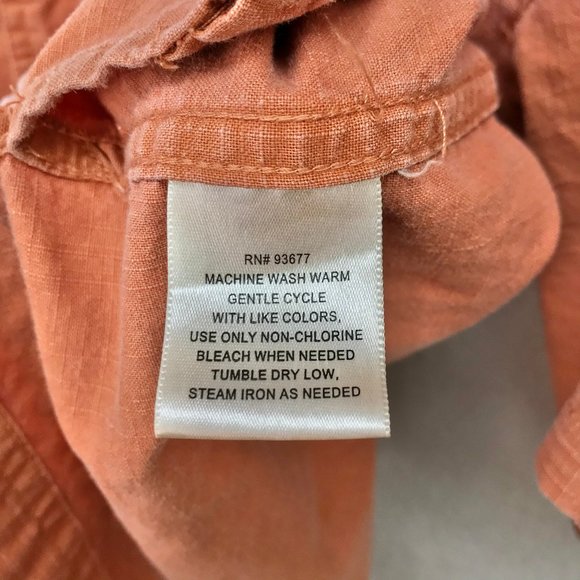 RN# 93677
MACHINE WASH WARM
GENTLE CYCLE
WITH LIKE COLORS,
USE ONLY NON-CHLORINE
BLEACH WHEN NEEDED
TUMBLE DRY LOW,
STEAM IRON AS NEEDED